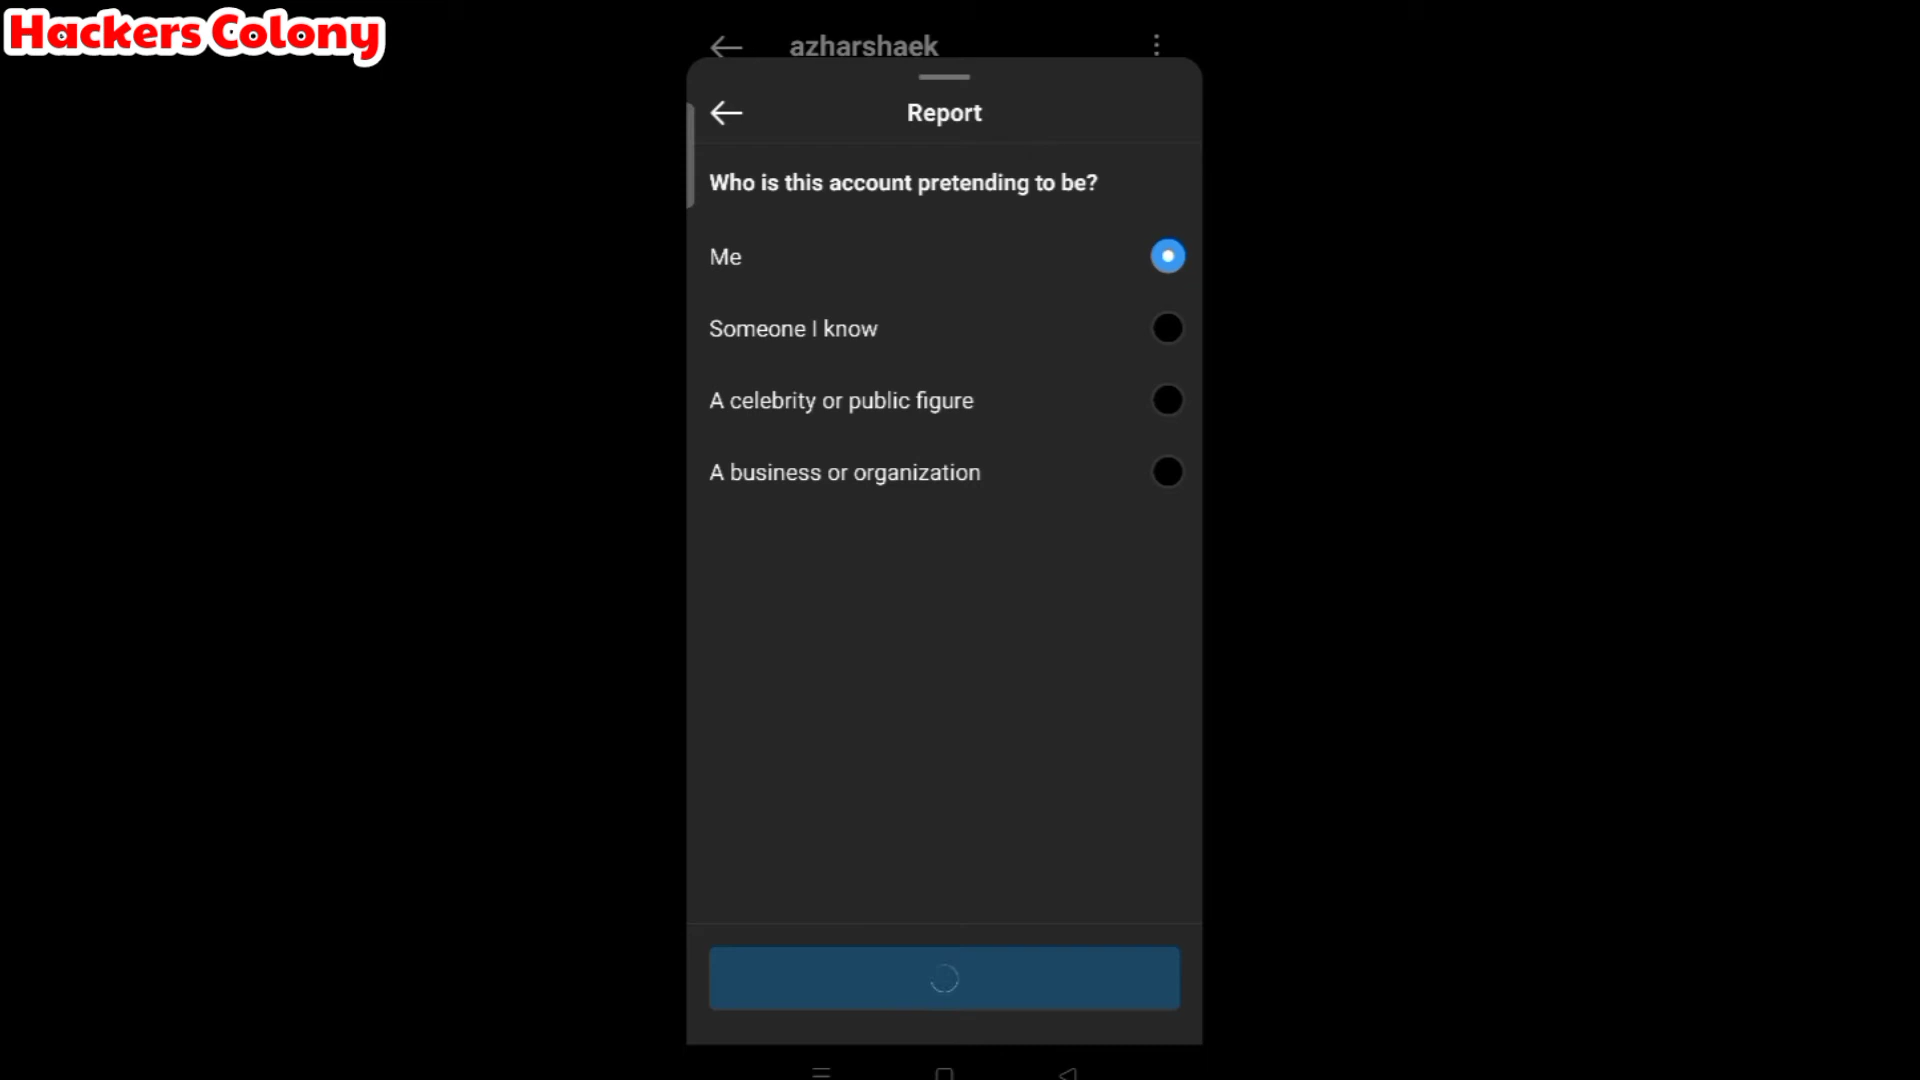 Hackers Colony
azharshaek
Report
Who is this account pretending to be?
Me
Someone I know
A celebrity or public figure
A business or organization